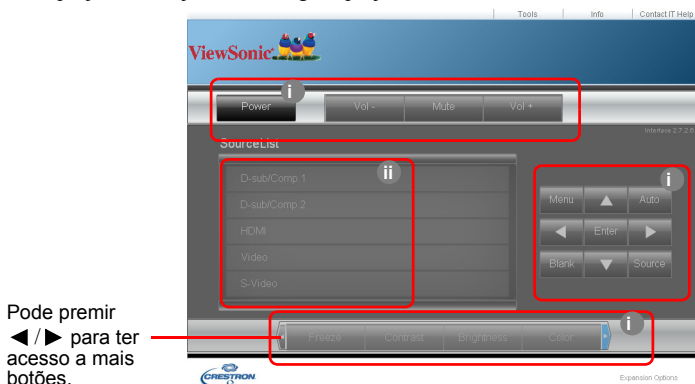 Tools Info Contact IT Help
ViewSonic
i
Power Vol - Mute Vol +
Interface 2.7.2.6
SourceList
ii
i
D-sub/Comp.1
D-sub/Comp.2
HDMI
Video
S-Video
Menu Auto
Enter
Blank Source
i
Freeze Contrast Brightness Color
Pode premir
◀/▶ para ter
acesso a mais
botões.
CRESTRON
Expansion Options